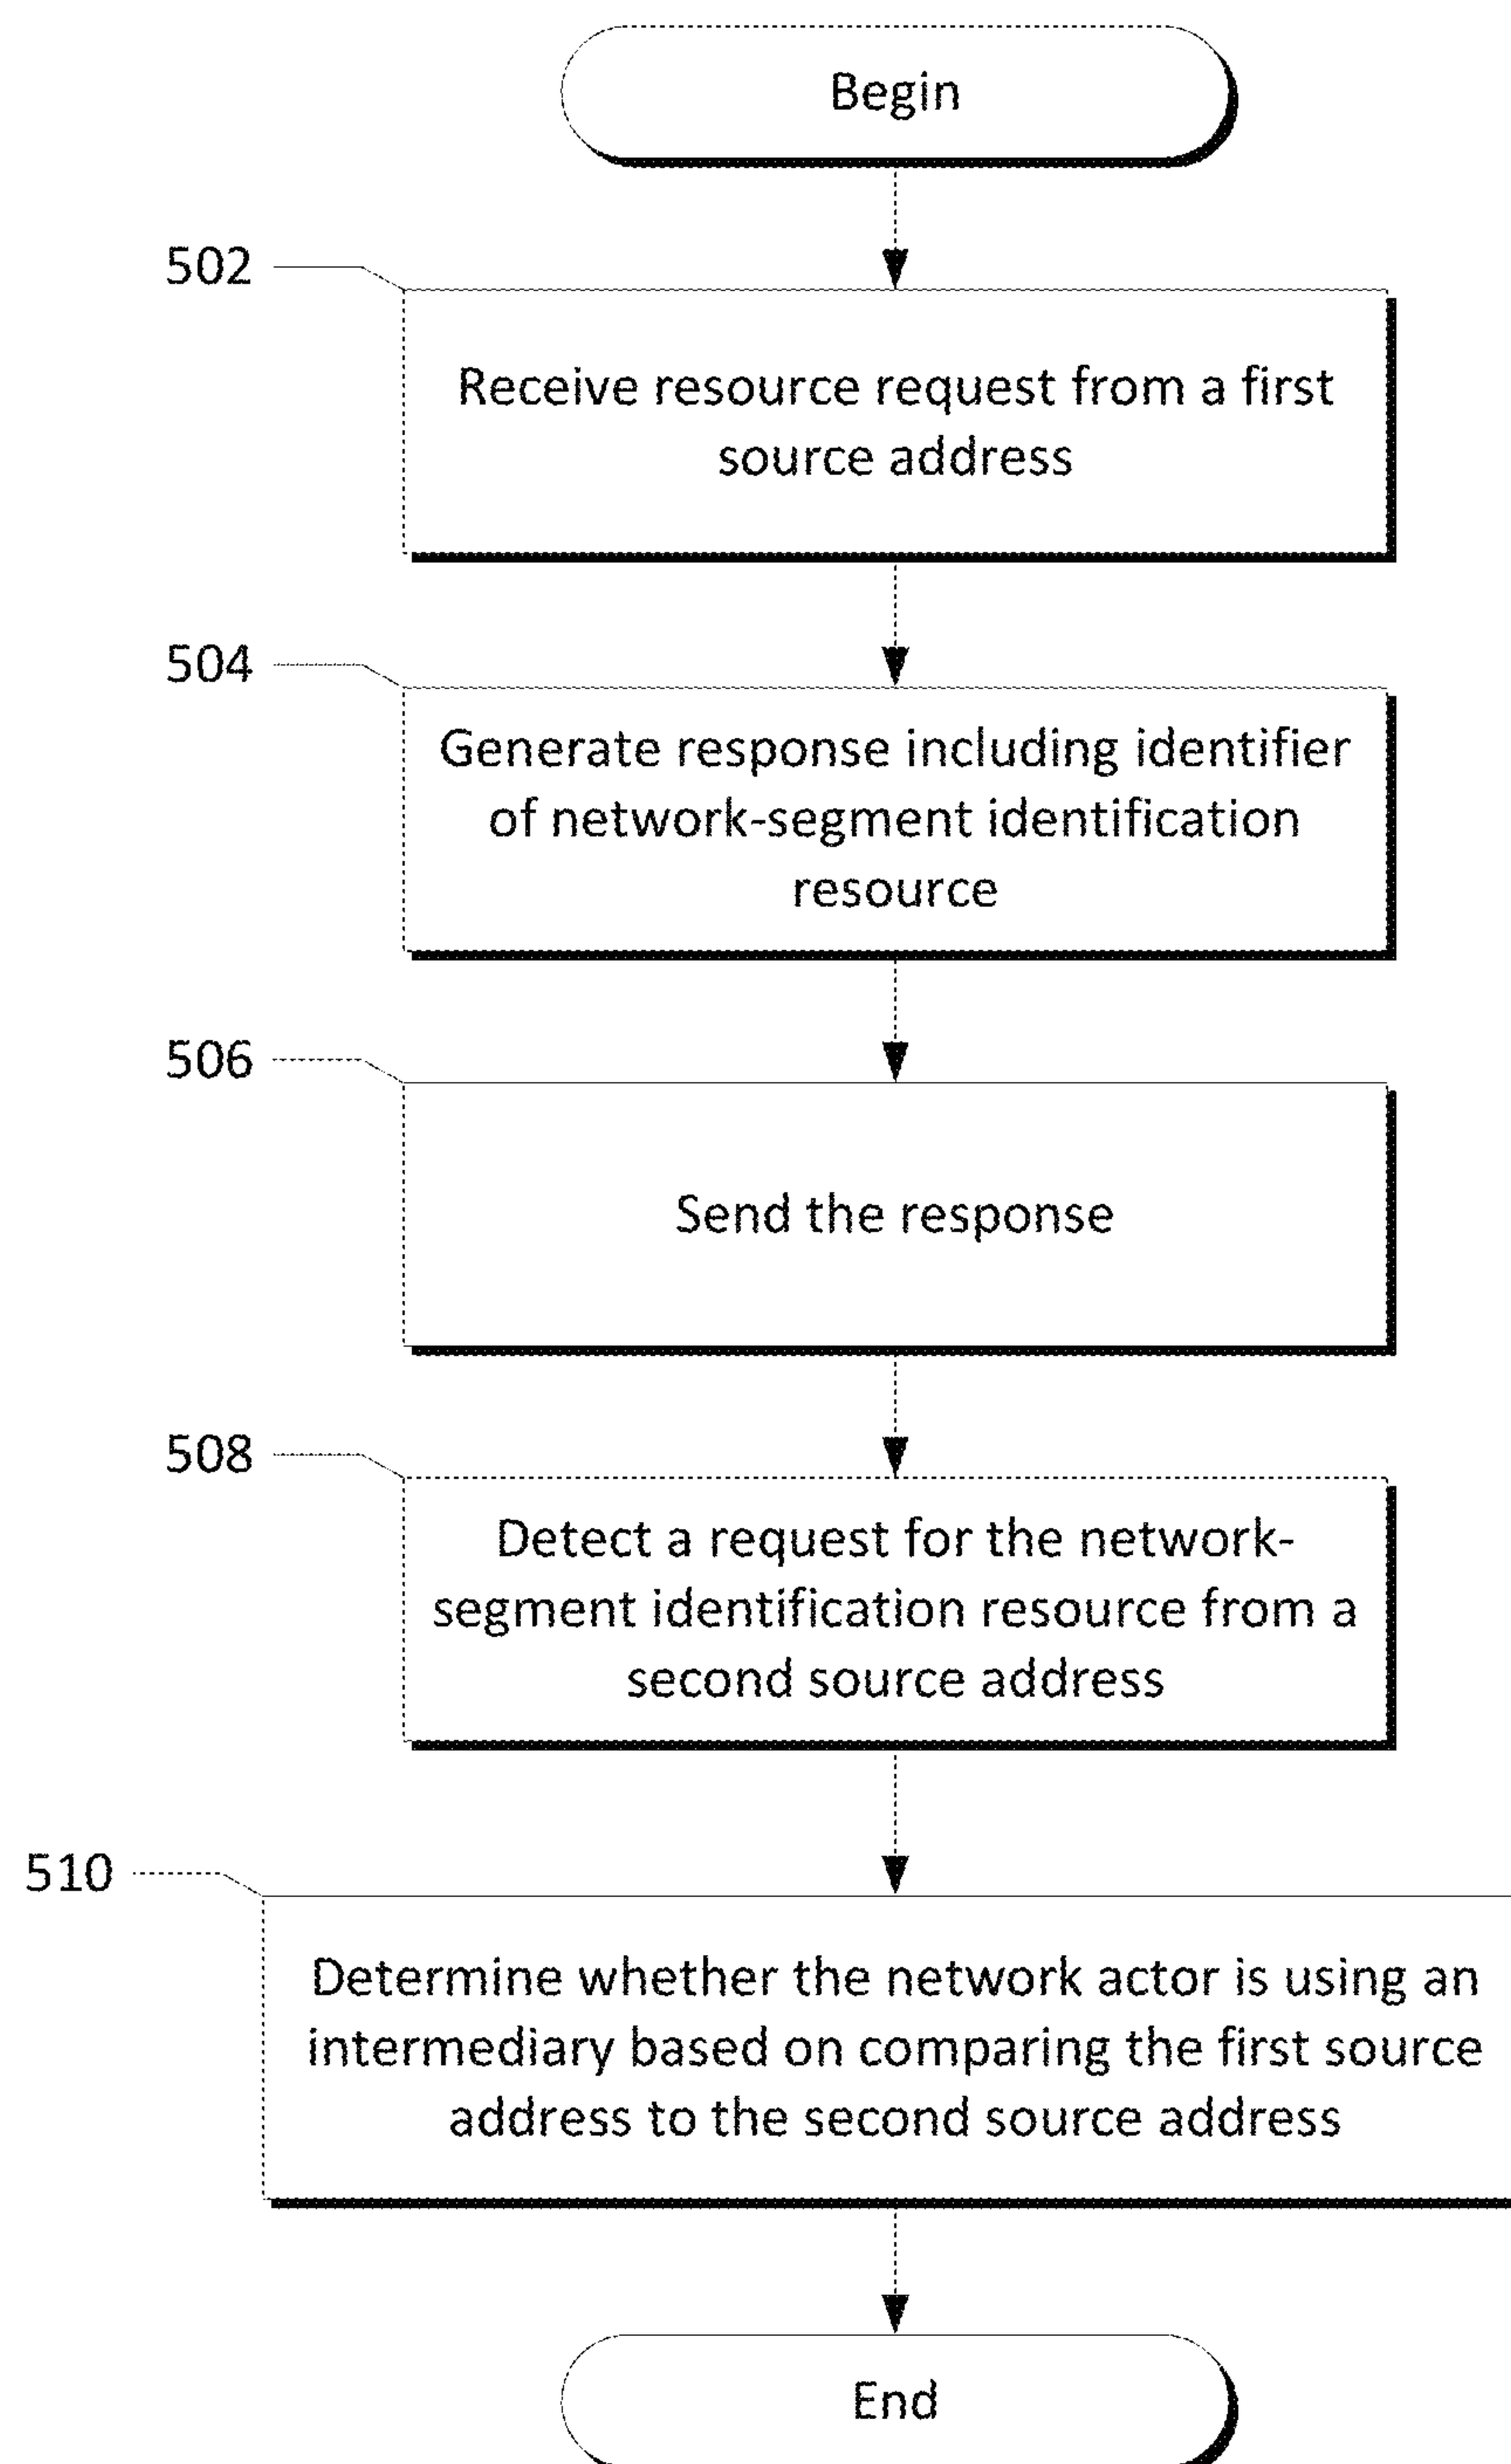 Begin
502
Receive resource request from a first
source address
504
Generate response including identifier
of network-segment identification
resource
506
Send the response
508
Detect a request for the network-
segment identification resource from a
second source address
510
Determine whether the network actor is using an
intermediary based on comparing the first source
address to the second source address
End